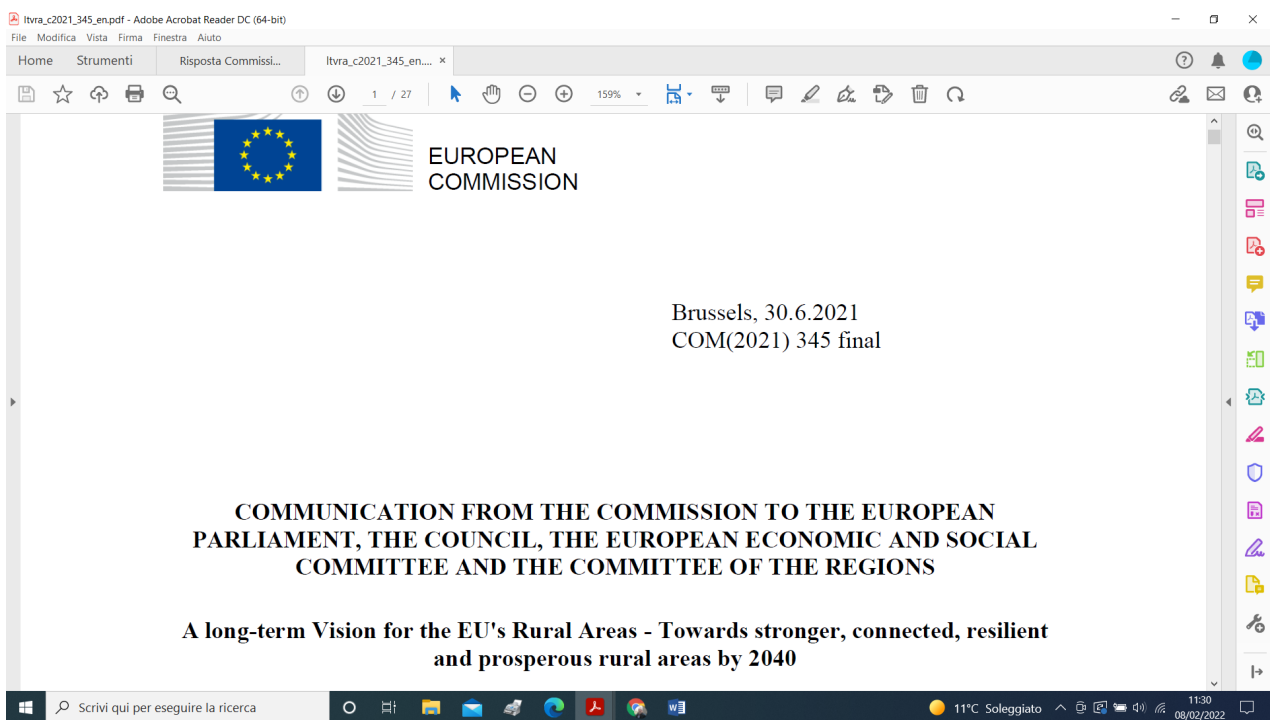 ltvra_c2021_345_en.pdf - Adobe Acrobat Reader DC (64-bit)
File Modifica Vista Firma Finestra Aiuto
Home Strumenti Risposta Commissi... ltvra_c2021_345_en.... ×
1 / 27 159%
EUROPEAN
COMMISSION
Brussels, 30.6.2021
COM(2021) 345 final
COMMUNICATION FROM THE COMMISSION TO THE EUROPEAN
PARLIAMENT, THE COUNCIL, THE EUROPEAN ECONOMIC AND SOCIAL
COMMITTEE AND THE COMMITTEE OF THE REGIONS
A long-term Vision for the EU's Rural Areas - Towards stronger, connected, resilient
and prosperous rural areas by 2040
Scrivi qui per eseguire la ricerca
11°C Soleggiato
11:30
08/02/2022